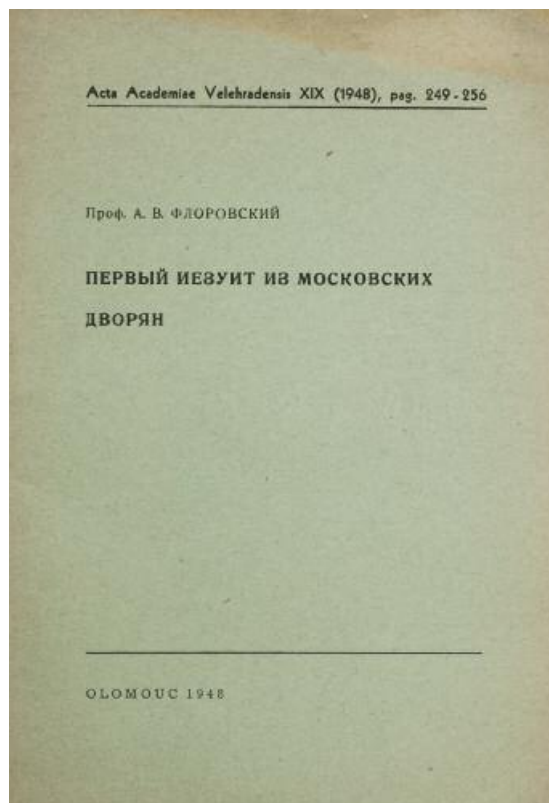 Acta Academiae Velehradensis XIX (1948), pag. 249-256
Проф. А. В. ФЛОРОВСКИЙ
ПЕРВЫЙ ИЕЗУИТ ИЗ МОСКОВСКИХ
ДВОРЯН
OLOMOUC 1948